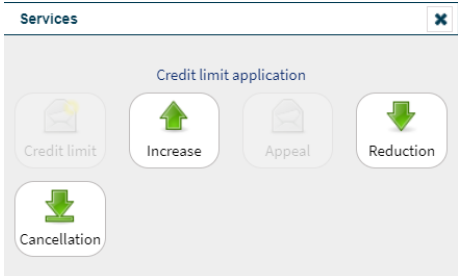 Services
Credit limit application
Credit limit
Increase
Appeal
Reduction
Cancellation